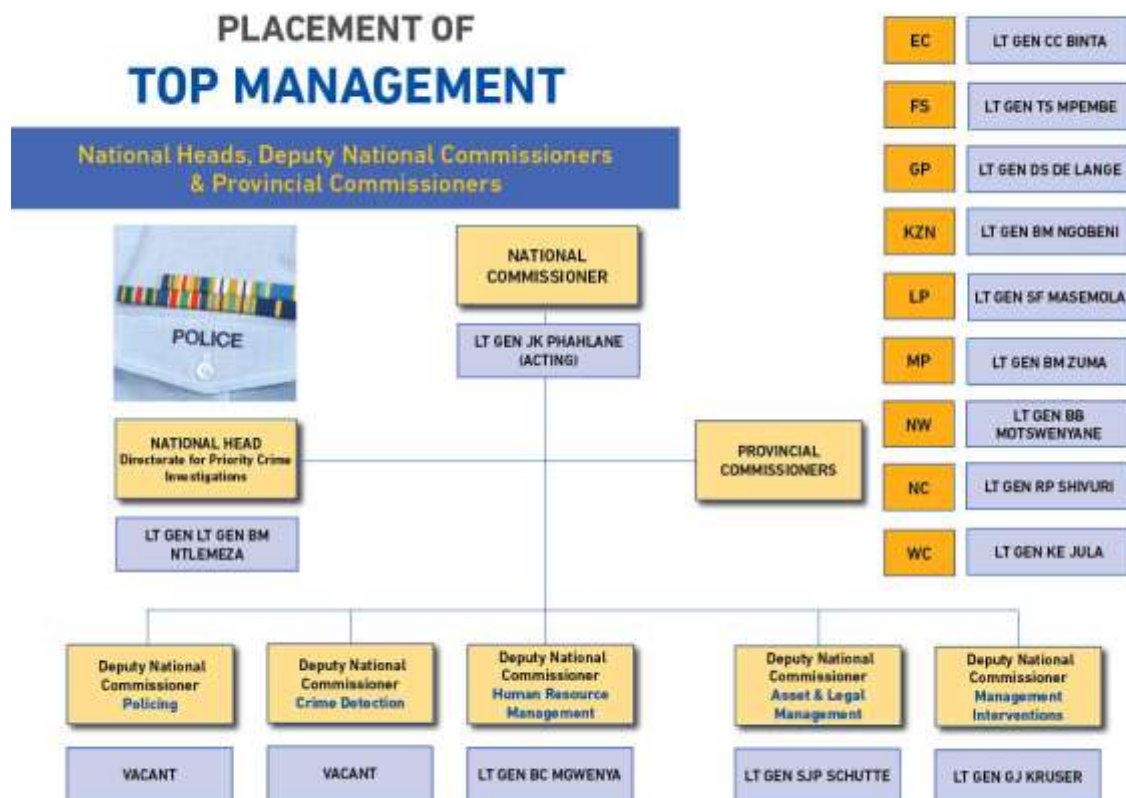 PLACEMENT OF
TOP MANAGEMENT
National Heads, Deputy National Commissioners
& Provincial Commissioners
POLICE
NATIONAL
COMMISSIONER
LT GEN JK PHAHLANE
(ACTING)
NATIONAL HEAD
Directorate for Priority Crime
Investigations
LT GEN LT GEN BM
NTLEMEZA
PROVINCIAL
COMMISSIONERS
EC
LT GEN CC BINTA
FS
LT GEN TS MPEMBE
GP
LT GEN DS DE LANGE
KZN
LT GEN BM NGOBENI
LP
LT GEN SF MASEMOLA
MP
LT GEN BM ZUMA
NW
LT GEN BB
MOTSWENYANE
NC
LT GEN RP SHIVURI
WC
LT GEN KE JULA
Deputy National
Commissioner
Policing
VACANT
Deputy National
Commissioner
Crime Detection
VACANT
Deputy National
Commissioner
Human Resource
Management
LT GEN BC MGWENYA
Deputy National
Commissioner
Asset & Legal
Management
LT GEN SJP SCHUTTE
Deputy National
Commissioner
Management
Interventions
LT GEN GJ KRUSER